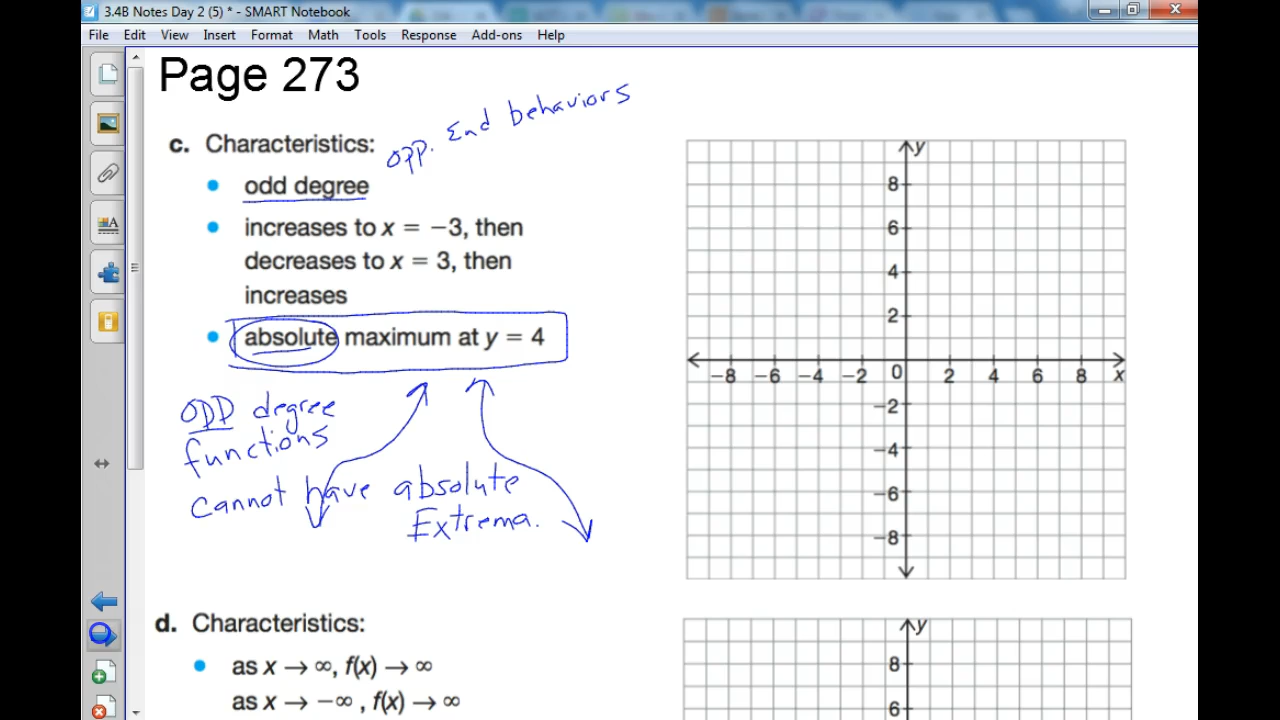 3.4B Notes Day 2 (5) * - SMART Notebook
File Edit View Insert Format Math Tools Response Add-ons Help
Page 273
opp. End behaviors
c. Characteristics:
• odd degree
• increases to x = −3, then
decreases to x = 3, then
increases
• absolute maximum at y = 4
ODD degree
functions
cannot have absolute
Extrema.
y
8
6
4
2
−8 −6 −4 −2 0 2 4 6 8 x
−2
−4
−6
−8
d. Characteristics:
• as x → ∞, f(x) → ∞
as x → −∞ , f(x) → ∞
y
8
6